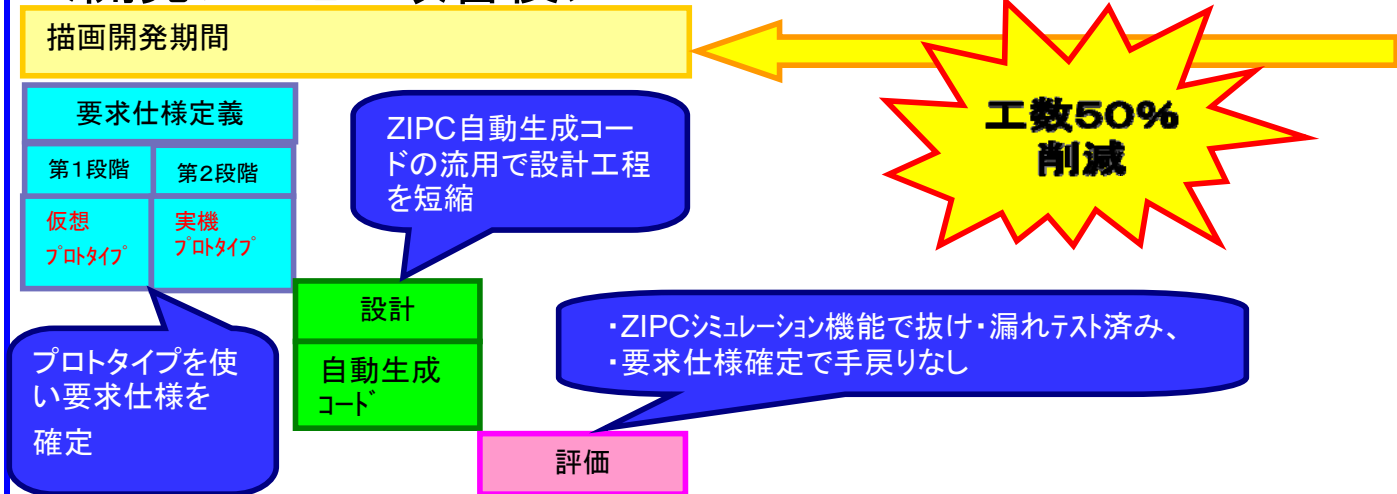 描画開発期間
工数50%
削減
要求仕様定義
第1段階
第2段階
仮想
ﾌﾟﾛﾄﾀｲﾌﾟ
実機
ﾌﾟﾛﾄﾀｲﾌﾟ
ZIPC自動生成コー
ドの流用で設計工程
を短縮
設計
自動生成
ｺｰﾄﾞ
・ZIPCｼﾐｭﾚｰｼｮﾝ機能で抜け・漏れテスト済み、
・要求仕様確定で手戻りなし
プロトタイプを使
い要求仕様を
確定
評価